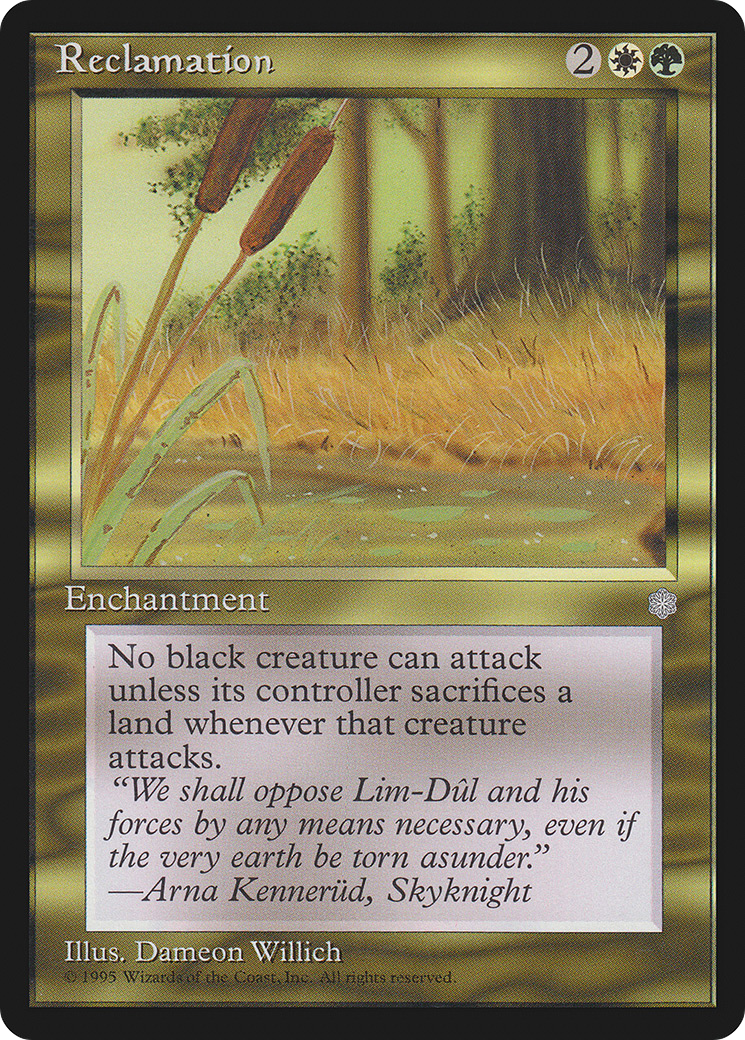 Reclamation 2
Enchantment
No black creature can attack
unless its controller sacrifices a
land whenever that creature
attacks.
“We shall oppose Lim-Dûl and his
forces by any means necessary, even if
the very earth be torn asunder.”
—Arna Kennerüd, Skyknight
Illus. Dameon Willich
© 1995 Wizards of the Coast, Inc. All rights reserved.